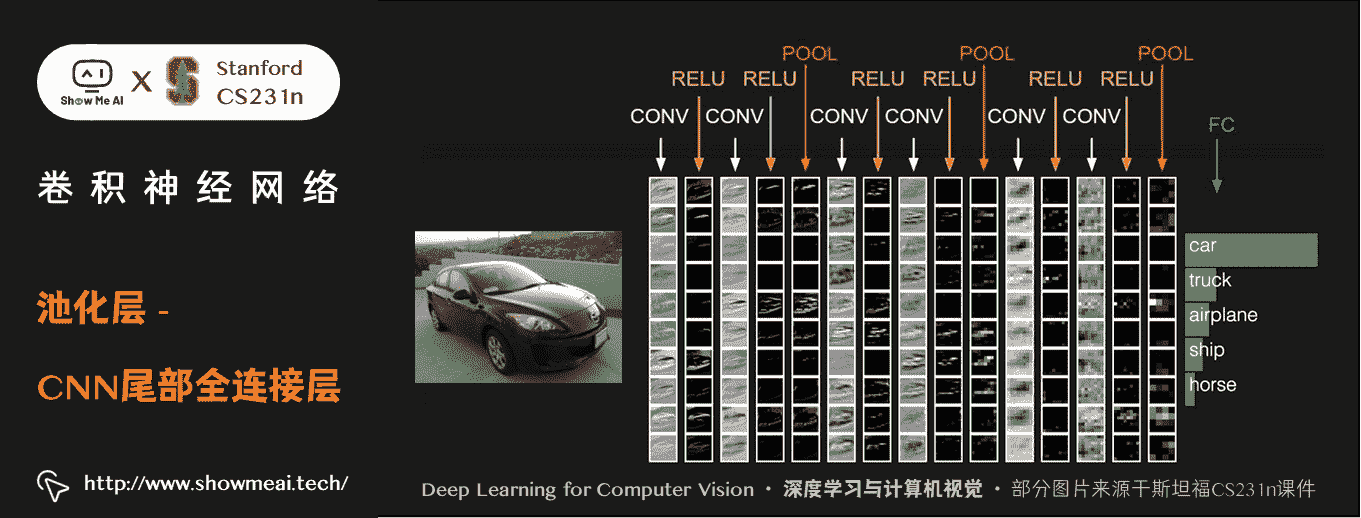 Show Me AI
X
Stanford
CS231n
卷积神经网络
池化层 -
CNN尾部全连接层
http://www.showmeai.tech/
POOL POOL POOL
RELU RELU RELU RELU RELU RELU
CONV CONV CONV CONV CONV CONV
FC
car
truck
airplane
ship
horse
Deep Learning for Computer Vision · 深度学习与计算机视觉 · 部分图片来源于斯坦福CS231n课件